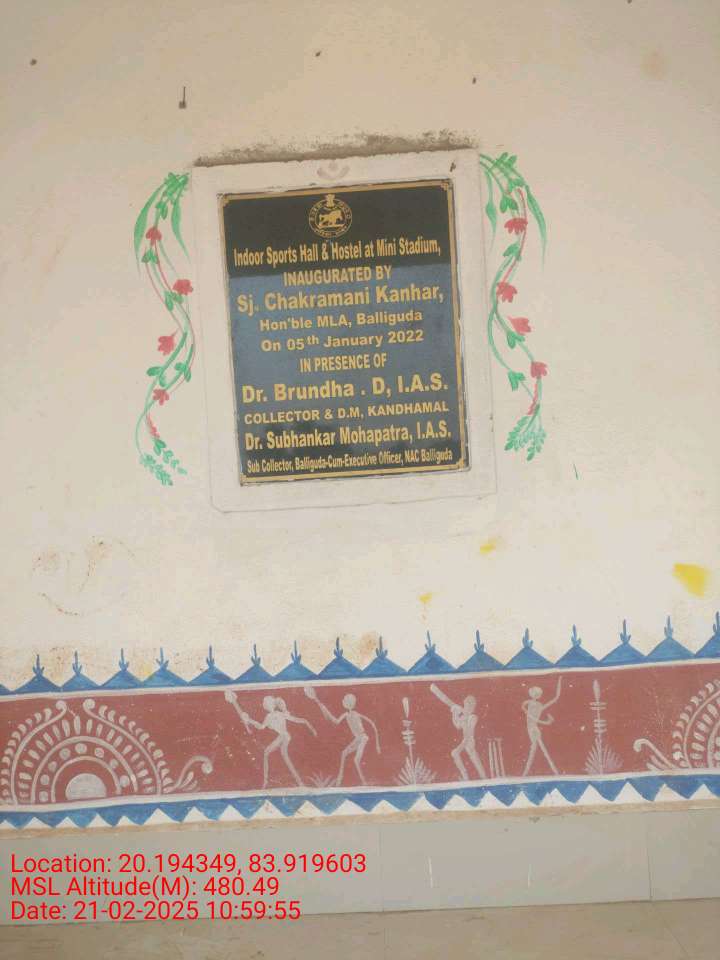 Indoor Sports Hall & Hostel at Mini Stadium,
INAUGURATED BY
Sj. Chakramani Kanhar,
Hon'ble MLA, Balliguda
On 05th January 2022
IN PRESENCE OF
Dr. Brundha . D, I.A.S.
COLLECTOR & D.M, KANDHAMAL
Dr. Subhankar Mohapatra, I.A.S.
Sub Collector, Balliguda-Cum-Executive Officer, NAC Balliguda
Location: 20.194349, 83.919603
MSL Altitude(M): 480.49
Date: 21-02-2025 10:59:55